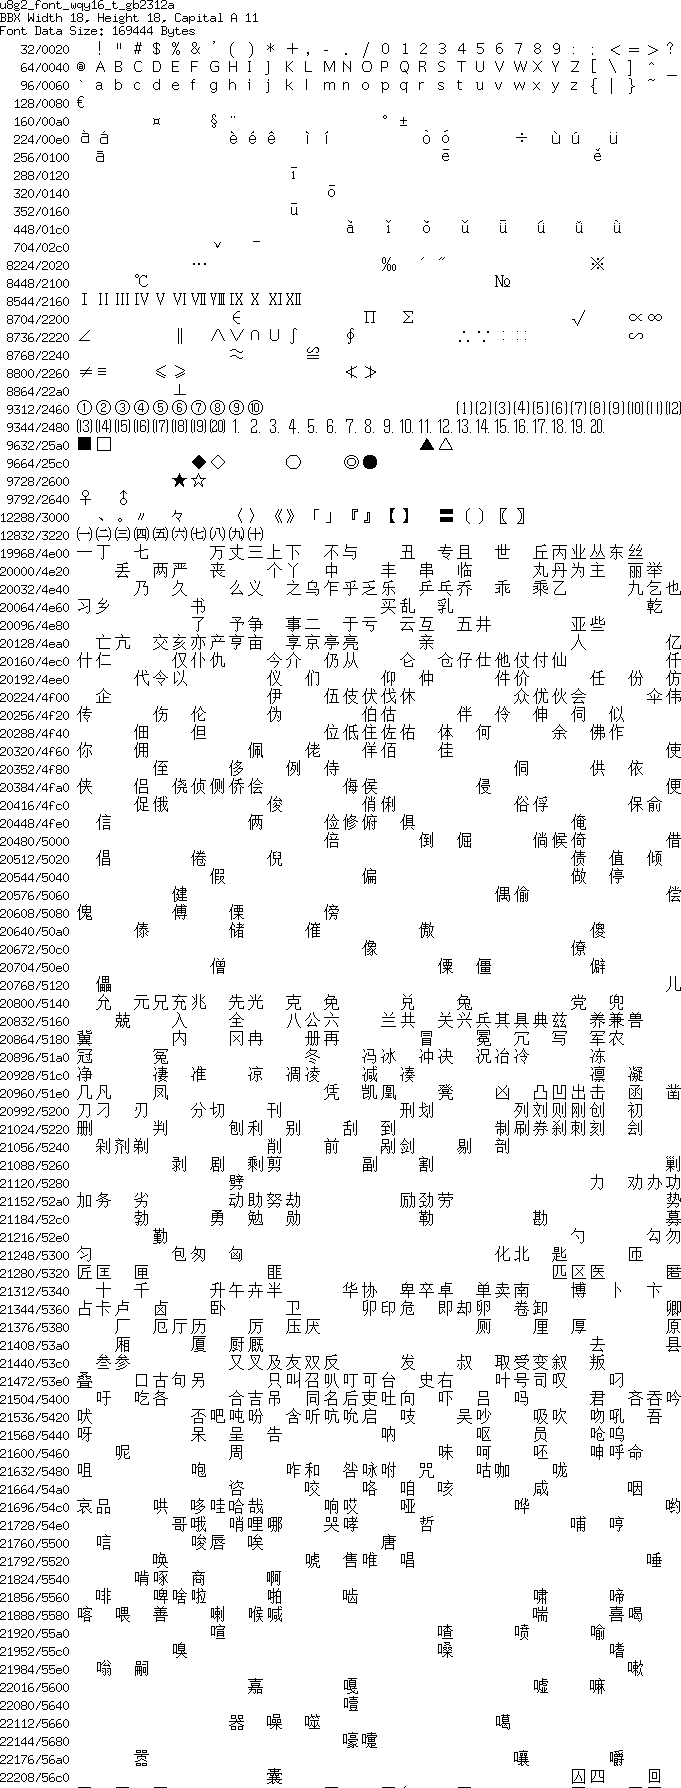 u8g2_font_wqy16_t_gb2312a
BBX Width 18, Height 18, Capital A 11
Font Data Size: 169444 Bytes
32/0020 ! " # $ % & ' ( ) * + , - . / 0 1 2 3 4 5 6 7 8 9 : ; < = > ?
64/0040 @ A B C D E F G H I J K L M N O P Q R S T U V W X Y Z [ \ ] ^ _
96/0060 ` a b c d e f g h i j k l m n o p q r s t u v w x y z { | } ~
128/0080 €
160/00a0 ¤ § ¨ ° ±
224/00e0 à á è é ê ì í ò ó ÷ ù ú ü
256/0100 ā ē ě
288/0120 ī
320/0140 ō
352/0160 ū
448/01c0 ǎ ǐ ǒ ǔ ǖ ǘ ǚ ǜ
704/02c0 ˇ ˉ
8224/2020 … ‰ ′ ″ ※
8448/2100 ℃ №
8544/2160 Ⅰ Ⅱ Ⅲ Ⅳ Ⅴ Ⅵ Ⅶ Ⅷ Ⅸ Ⅹ Ⅺ Ⅻ
8704/2200 ∈ ∏ ∑ √ ∝ ∞
8736/2220 ∠ ∥ ∧ ∨ ∩ ∪ ∫ ∮ ∴ ∵ ∶ ∷ ∽
8768/2240 ≈ ≌
8800/2260 ≠ ≡ ≤ ≥ ≮ ≯
8864/22a0 ⊥
9312/2460 ① ② ③ ④ ⑤ ⑥ ⑦ ⑧ ⑨ ⑩ ⑴ ⑵ ⑶ ⑷ ⑸ ⑹ ⑺ ⑻ ⑼ ⑽ ⑾ ⑿
9344/2480 ⒀ ⒁ ⒂ ⒃ ⒄ ⒅ ⒆ ⒇ ⒈ ⒉ ⒊ ⒋ ⒌ ⒍ ⒎ ⒏ ⒐ ⒑ ⒒ ⒓ ⒔ ⒕ ⒖ ⒗ ⒘ ⒙ ⒚ ⒛
9632/25a0 ■ □ ▲ △
9664/25c0 ◆ ◇ ○ ◎ ●
9728/2600 ★ ☆
9792/2640 ♀ ♂
12288/3000 、 。 〃 々 〈 〉 《 》 「 」 『 』 【 】 〓 〔 〕 〖 〗
12832/3220 ㈠ ㈡ ㈢ ㈣ ㈤ ㈥ ㈦ ㈧ ㈨ ㈩
19968/4e00 一 丁 七 万 丈 三 上 下 不 与 丑 专 且 世 丘 丙 业 丛 东 丝
20000/4e20 丢 两 严 丧 个 丫 中 丰 串 临 丸 丹 为 主 丽 举
20032/4e40 乃 久 么 义 之 乌 乍 乎 乏 乐 乒 乓 乔 乖 乘 乙 九 乞 也
20064/4e60 习 乡 书 买 乱 乳 乾
20096/4e80 了 予 争 事 二 于 亏 云 互 五 井 亚 些
20128/4ea0 亡 亢 交 亥 亦 产 亨 亩 享 京 亭 亮 亲 人 亿
20160/4ec0 什 仁 仅 仆 仇 今 介 仍 从 仑 仓 仔 仕 他 仗 付 仙 仟
20192/4ee0 代 令 以 仪 们 仰 仲 件 价 任 份 仿
20224/4f00 企 伊 伍 伎 伏 伐 休 众 优 伙 会 伞 伟
20256/4f20 传 伤 伦 伪 伯 估 伴 伶 伸 伺 似
20288/4f40 佃 但 位 低 住 佐 佑 体 何 余 佛 作
20320/4f60 你 佣 佩 佬 佯 佰 佳 使
20352/4f80 侄 侈 例 侍 侗 供 依
20384/4fa0 侠 侣 侥 侦 侧 侨 侩 侮 侯 侵 便
20416/4fc0 促 俄 俊 俏 俐 俗 俘 保 俞
20448/4fe0 信 俩 俭 修 俯 俱 俺
20480/5000 倍 倒 倔 倘 候 倚 借
20512/5020 倡 倦 倪 债 值 倾
20544/5040 假 偏 做 停
20576/5060 健 偶 偷 偿
20608/5080 傀 傅 傈 傍
20640/50a0 傣 储 催 傲 傻
20672/50c0 像 僚
20704/50e0 僧 僳 僵 僻
20768/5120 儡 儿
20800/5140 允 元 兄 充 兆 先 光 克 免 兑 兔 党 兜
20832/5160 兢 入 全 八 公 六 兰 共 关 兴 兵 其 具 典 兹 养 兼 兽
20864/5180 冀 内 冈 冉 册 再 冒 冕 冗 写 军 农
20896/51a0 冠 冤 冬 冯 冰 冲 决 况 冶 冷 冻
20928/51c0 净 凄 准 凉 凋 凌 减 凑 凛 凝
20960/51e0 几 凡 凤 凭 凯 凰 凳 凶 凸 凹 出 击 函 凿
20992/5200 刀 刁 刃 分 切 刊 刑 划 列 刘 则 刚 创 初
21024/5220 删 判 刨 利 别 刮 到 制 刷 券 刹 刺 刻 刽
21056/5240 剁 剂 剃 削 前 剐 剑 剔 剖
21088/5260 剥 剧 剩 剪 副 割 剿
21120/5280 劈 力 劝 办 功
21152/52a0 加 务 劣 动 助 努 劫 励 劲 劳 势
21184/52c0 勃 勇 勉 勋 勒 勘 募
21216/52e0 勤 勺 勾 勿
21248/5300 匀 包 匆 匈 化 北 匙 匝
21280/5320 匠 匡 匣 匪 匹 区 医 匿
21312/5340 十 千 升 午 卉 半 华 协 卑 卒 卓 单 卖 南 博 卜 卞
21344/5360 占 卡 卢 卤 卧 卫 卯 印 危 即 却 卵 卷 卸 卿
21376/5380 厂 厄 厅 历 厉 压 厌 厕 厘 厚 原
21408/53a0 厢 厦 厨 厩 去 县
21440/53c0 叁 参 又 叉 及 友 双 反 发 叔 取 受 变 叙 叛
21472/53e0 叠 口 古 句 另 只 叫 召 叭 叮 可 台 史 右 叶 号 司 叹 叼
21504/5400 吁 吃 各 合 吉 吊 同 名 后 吏 吐 向 吓 吕 吗 君 吝 吞 吟
21536/5420 吠 否 吧 吨 吩 含 听 吭 吮 启 吱 吴 吵 吸 吹 吻 吼 吾
21568/5440 呀 呆 呈 告 呐 呕 员 呛 呜
21600/5460 呢 周 味 呵 呸 呻 呼 命
21632/5480 咀 咆 咋 和 咎 咏 咐 咒 咕 咖 咙
21664/54a0 咨 咬 咯 咱 咳 咸 咽
21696/54c0 哀 品 哄 哆 哇 哈 哉 响 哎 哑 哗 哟
21728/54e0 哥 哦 哨 哩 哪 哭 哮 哲 哺 哼
21760/5500 唁 唆 唇 唉 唐
21792/5520 唤 唬 售 唯 唱 唾
21824/5540 啃 啄 商 啊
21856/5560 啡 啤 啥 啦 啪 啮 啸 啼
21888/5580 喀 喂 善 喇 喉 喊 喘 喜 喝
21920/55a0 喧 喳 喷 喻
21952/55c0 嗅 嗓 嗜
21984/55e0 嗡 嗣 嗽
22016/5600 嘉 嘎 嘘 嘛
22080/5640 噎
22112/5660 器 噪 噬 噶
22144/5680 嚎 嚏
22176/56a0 嚣 嚷 嚼
22208/56c0 囊 囚 四 回